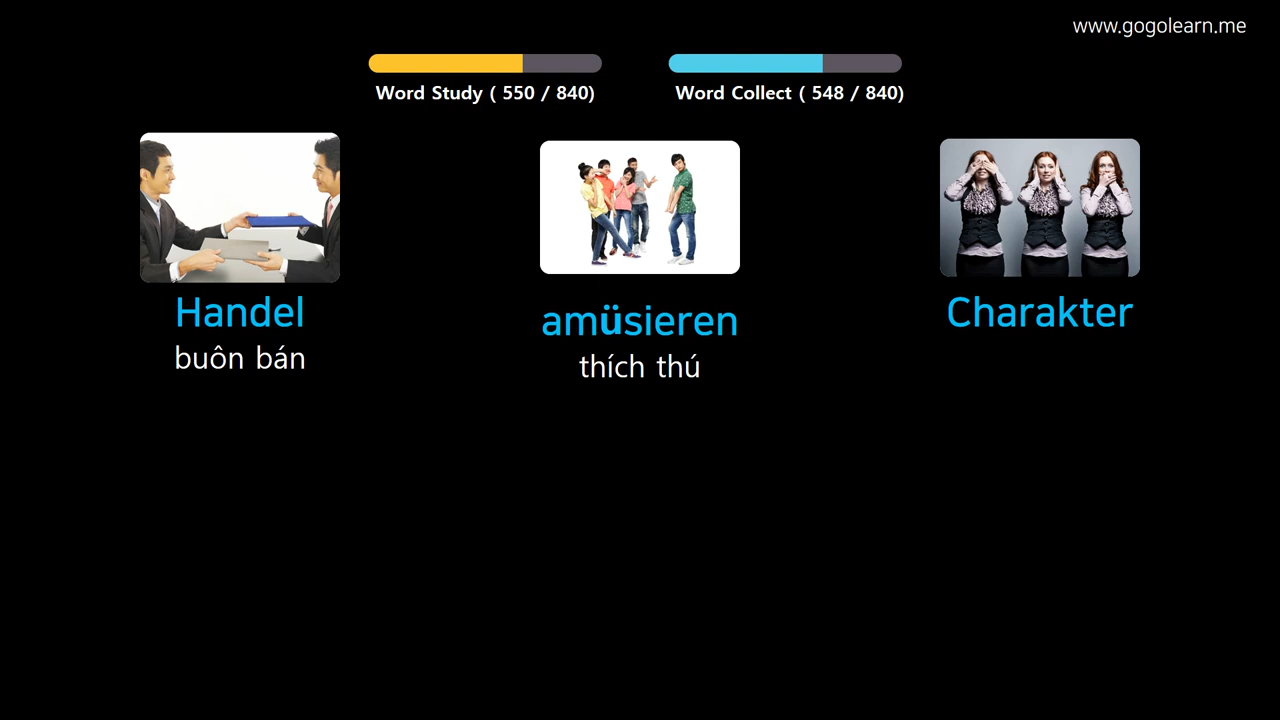 www.gogolearn.me
Word Study ( 550 / 840)
Word Collect ( 548 / 840)
Handel
buôn bán
amüsieren
thích thú
Charakter